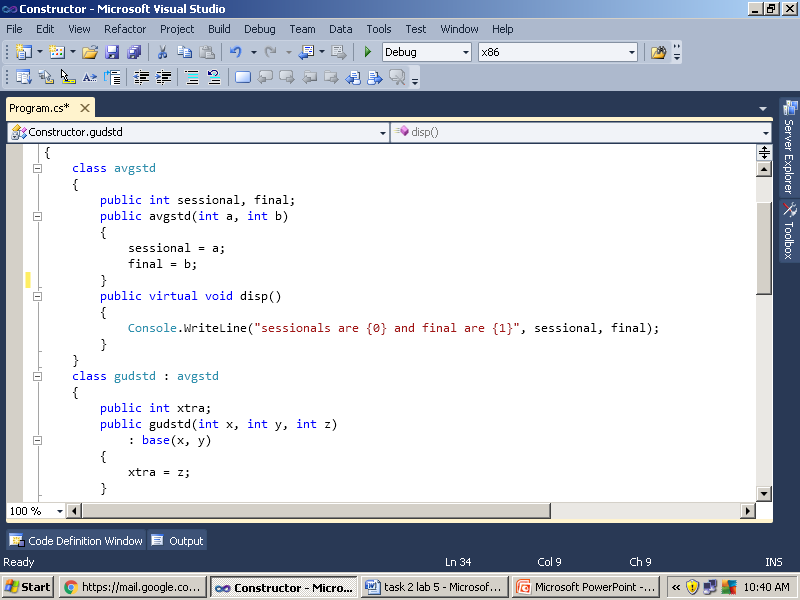 Constructor - Microsoft Visual Studio
File Edit View Refactor Project Build Debug Team Data Tools Test Window Help
Debug x86
Program.cs*
Constructor.gudstd disp()
{
class avgstd
{
public int sessional, final;
public avgstd(int a, int b)
{
sessional = a;
final = b;
}
public virtual void disp()
{
Console.WriteLine("sessionals are {0} and final are {1}", sessional, final);
}
}
class gudstd : avgstd
{
public int xtra;
public gudstd(int x, int y, int z)
: base(x, y)
{
xtra = z;
}
100 %
Server Explorer
Toolbox
Code Definition Window Output
Ready Ln 34 Col 9 Ch 9 INS
Start https://mail.google.co... Constructor - Micro... task 2 lab 5 - Microsof... Microsoft PowerPoint -... « 10:40 AM